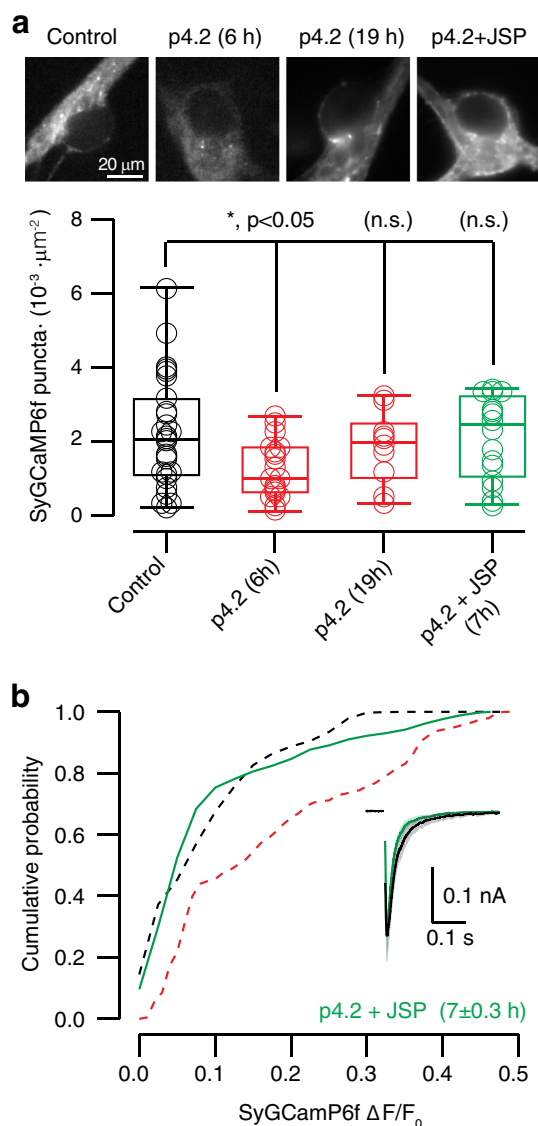 a
Control p4.2 (6 h) p4.2 (19 h) p4.2+JSP
20 µm
*, p<0.05 (n.s.) (n.s.)
SyGCaMP6f puncta· (10⁻³ ·µm⁻²)
8
6
4
2
0
Control p4.2 (6h) p4.2 (19h) p4.2 + JSP
(7h)
b
Cumulative probability
1.0
0.8
0.6
0.4
0.2
0.0
0.1 nA
0.1 s
p4.2 + JSP (7±0.3 h)
0.0 0.1 0.2 0.3 0.4 0.5
SyGCamP6f ΔF/F₀